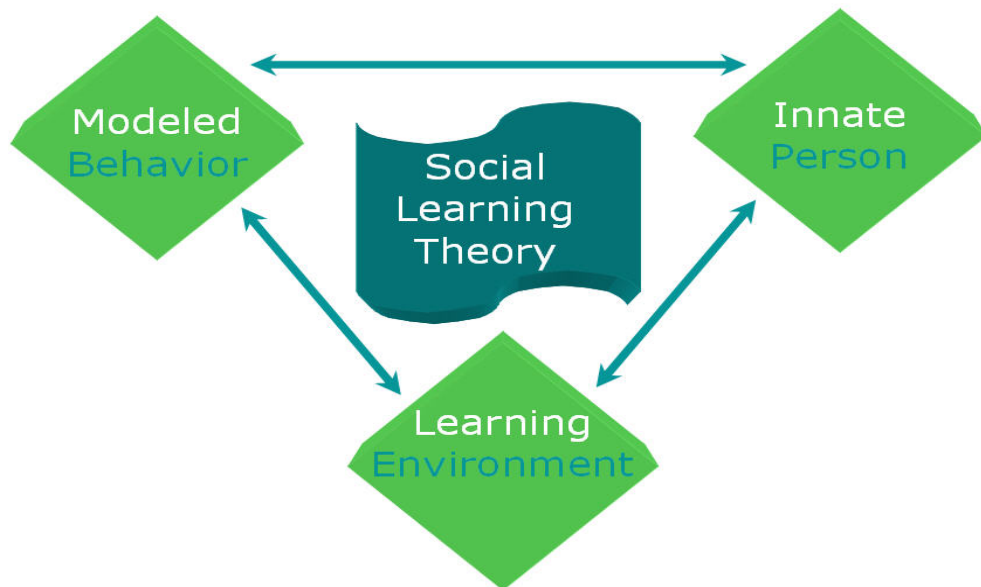 Modeled
Behavior
Innate
Person
Social
Learning
Theory
Learning
Environment